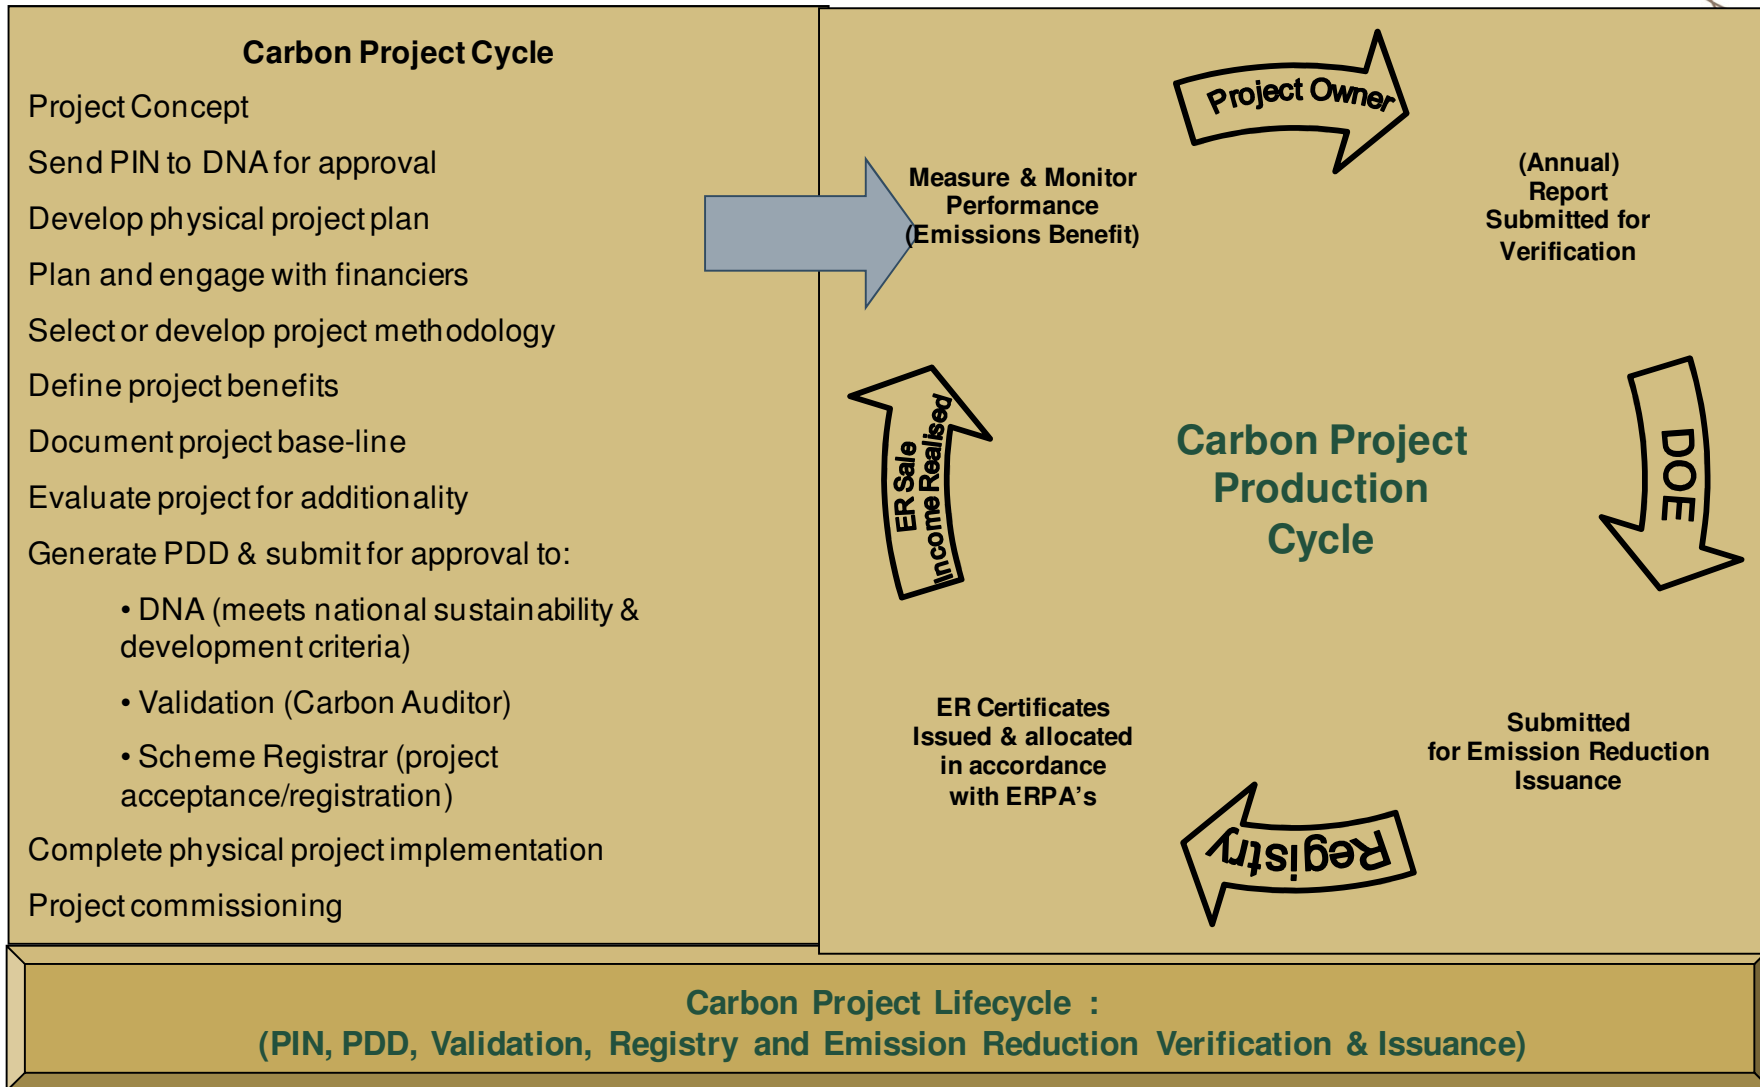 Carbon Project Cycle
Project Concept
Send PIN to DNA for approval
Develop physical project plan
Plan and engage with financiers
Select or develop project methodology
Define project benefits
Document project base-line
Evaluate project for additionality
Generate PDD & submit for approval to:
• DNA (meets national sustainability &
development criteria)
• Validation (Carbon Auditor)
• Scheme Registrar (project
acceptance/registration)
Complete physical project implementation
Project commissioning
Project Owner
Measure & Monitor
Performance
(Emissions Benefit)
(Annual)
Report
Submitted for
Verification
DOE
Submitted
for Emission Reduction
Issuance
Registry
ER Certificates
Issued & allocated
in accordance
with ERPA's
ER Sale
Income Realised
Carbon Project
Production
Cycle
Carbon Project Lifecycle :
(PIN, PDD, Validation, Registry and Emission Reduction Verification & Issuance)